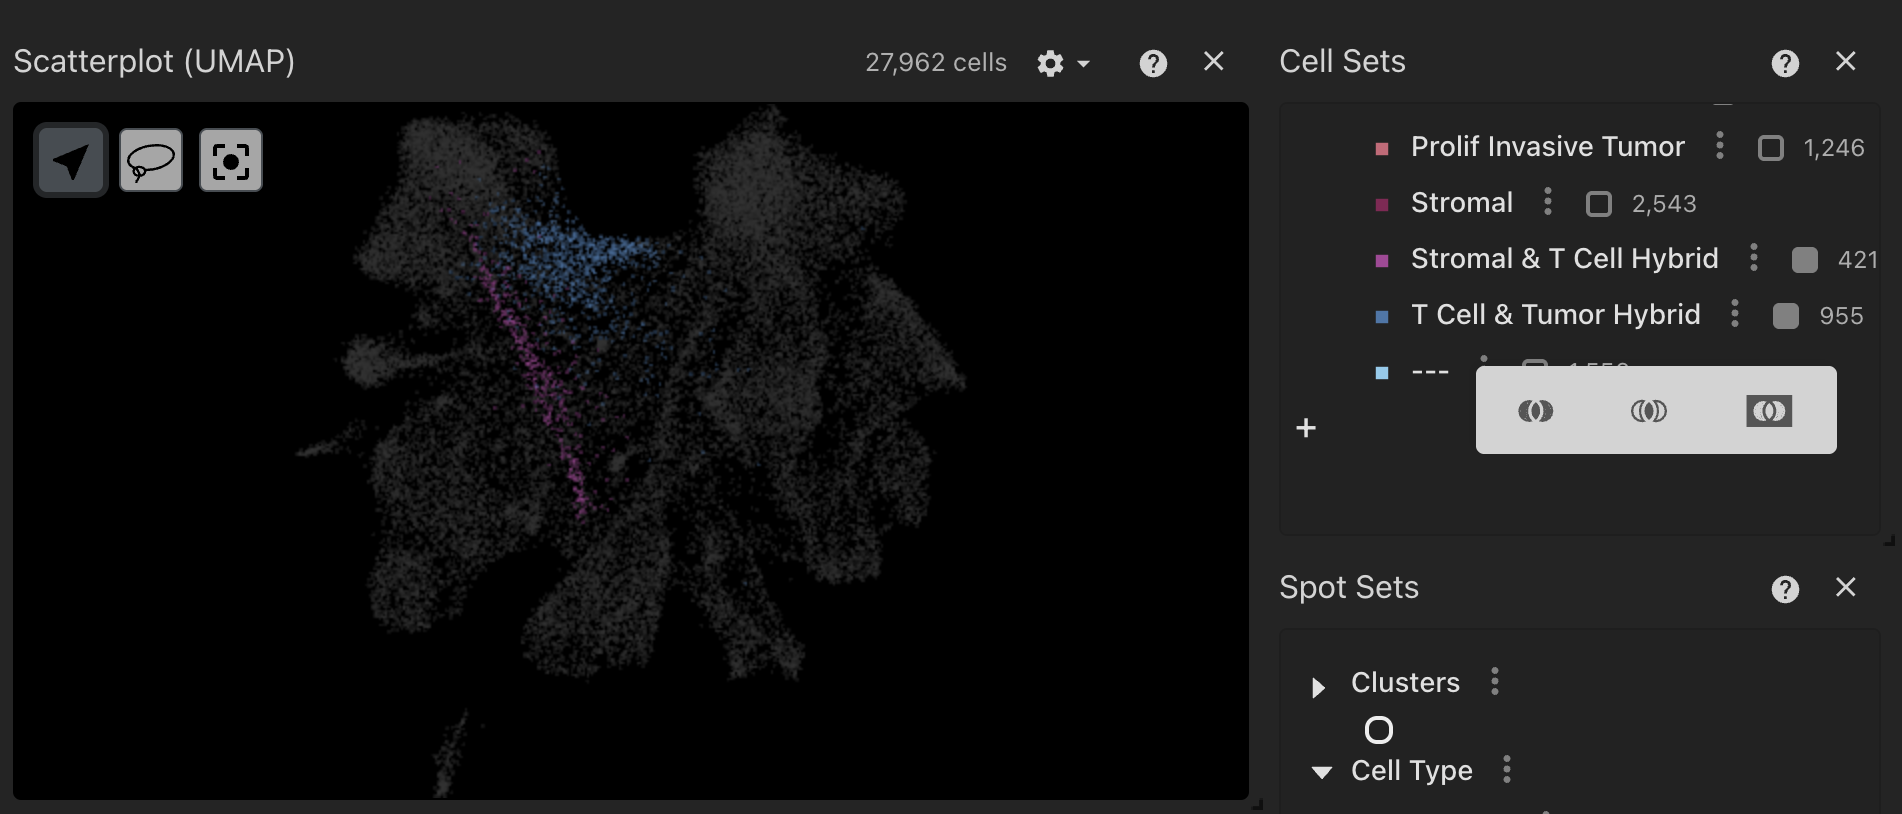 Scatterplot (UMAP)
27,962 cells
Cell Sets
Prolif Invasive Tumor 1,246
Stromal 2,543
Stromal & T Cell Hybrid 421
T Cell & Tumor Hybrid 955
---
+
Spot Sets
Clusters
Cell Type